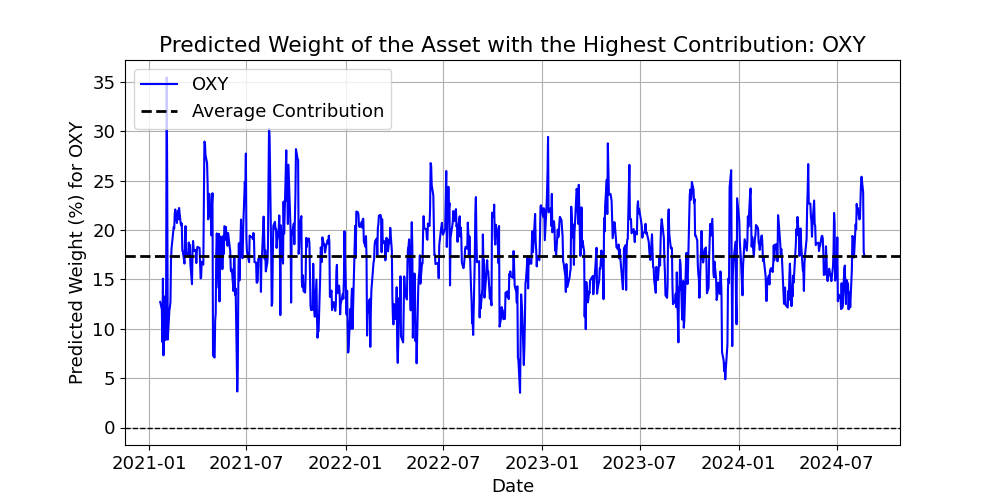 Predicted Weight of the Asset with the Highest Contribution: OXY
OXY
Average Contribution
Predicted Weight (%) for OXY
35
30
25
20
15
10
5
0
2021-01 2021-07 2022-01 2022-07 2023-01 2023-07 2024-01 2024-07
Date